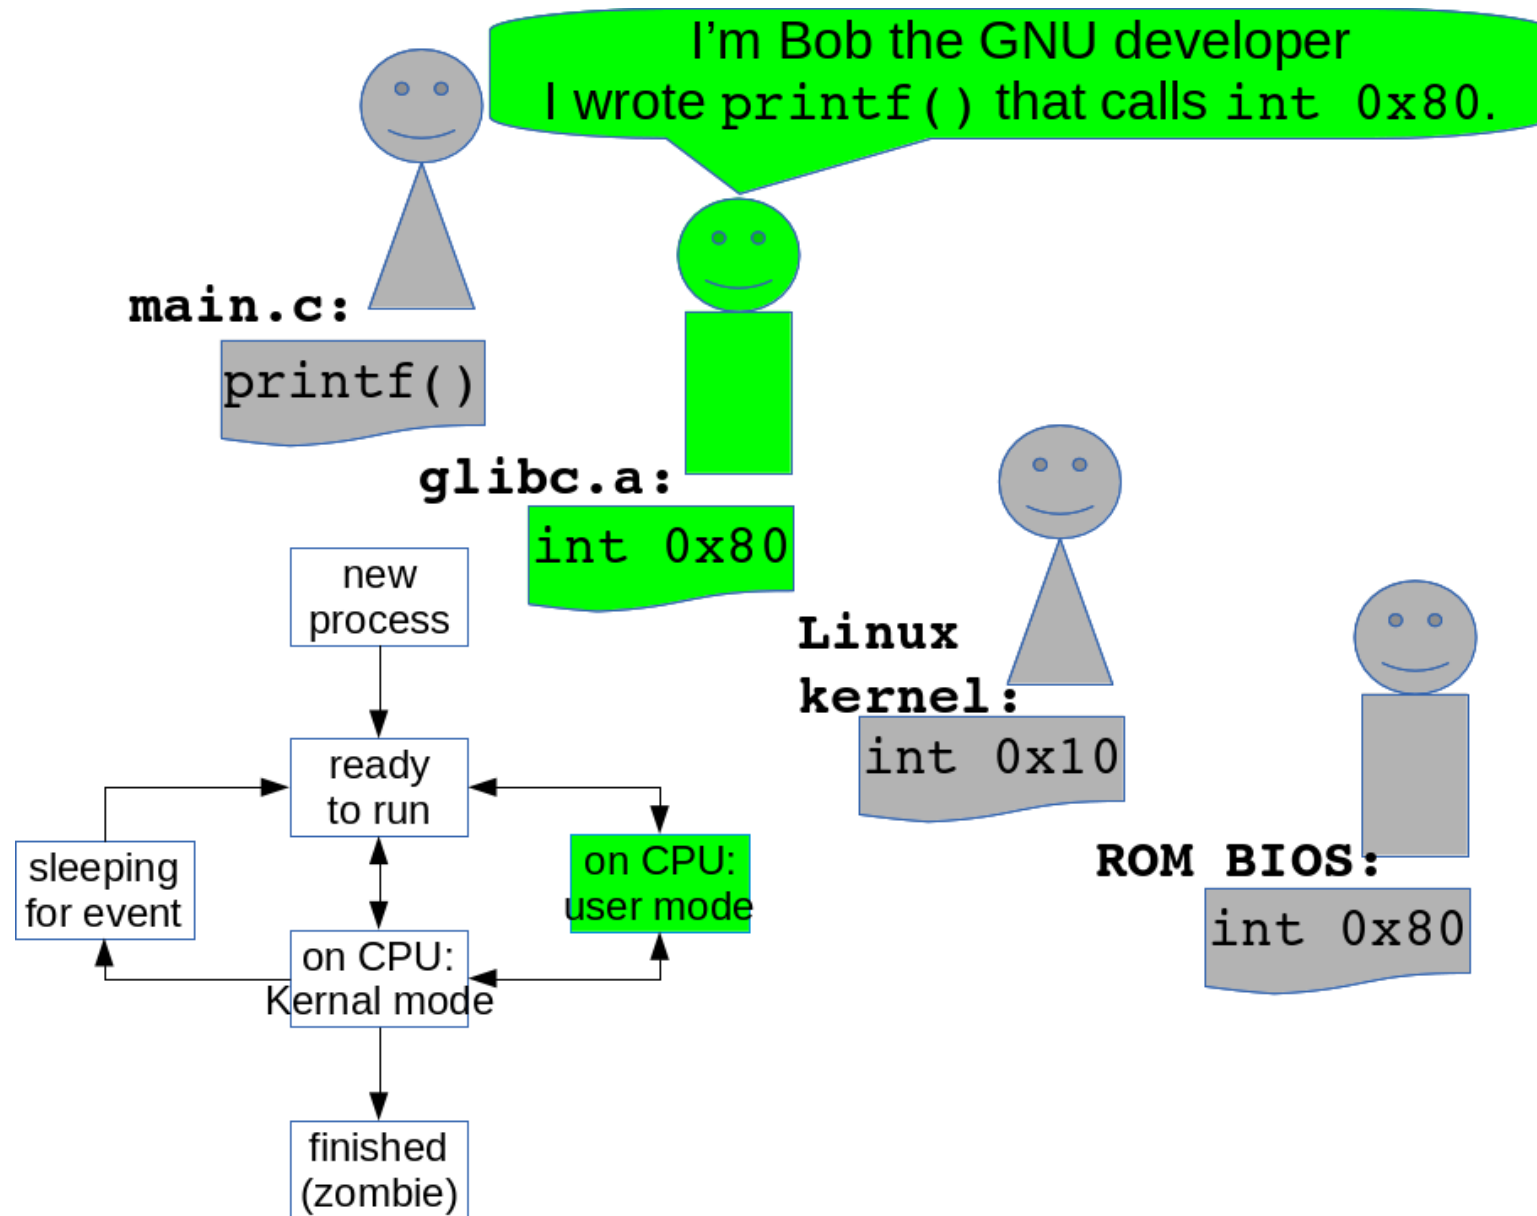 I'm Bob the GNU developer
I wrote printf() that calls int 0x80.
main.c:
printf()
glibc.a:
int 0x80
Linux
kernel:
int 0x10
ROM BIOS:
int 0x80
new
process
ready
to run
sleeping
for event
on CPU:
user mode
on CPU:
Kernal mode
finished
(zombie)